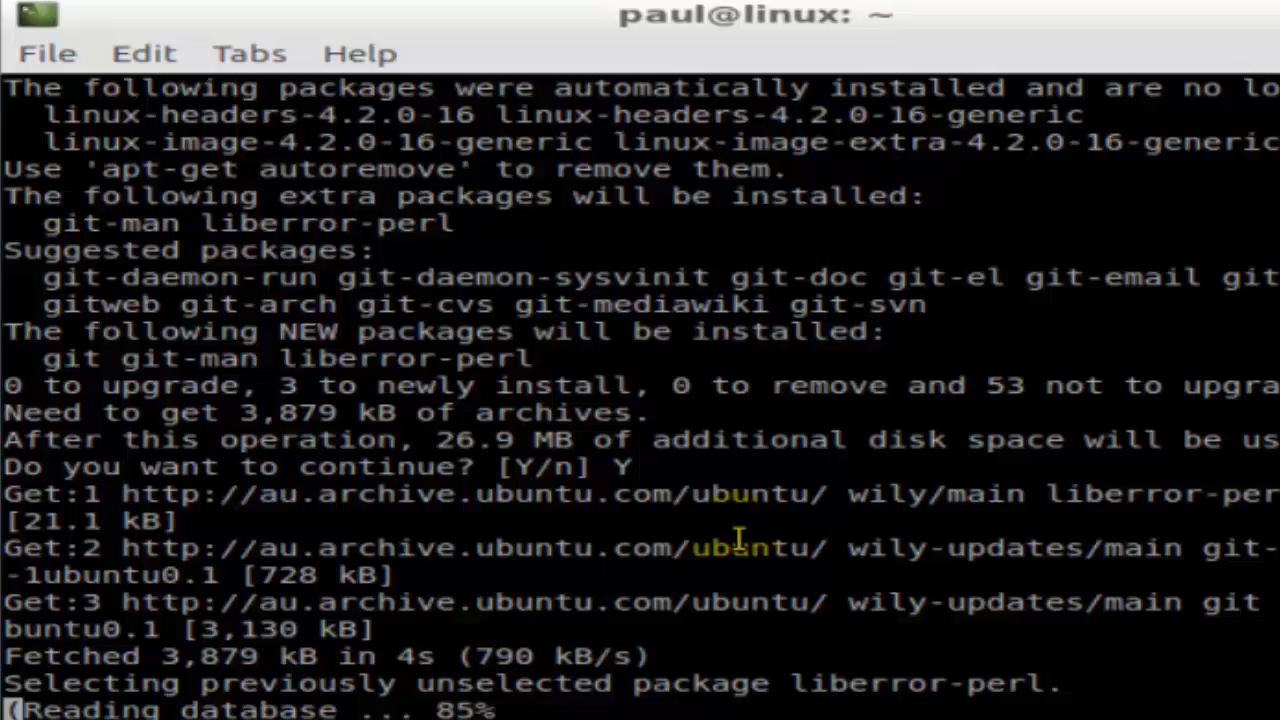 paul@linux: ~
File Edit Tabs Help
The following packages were automatically installed and are no lo
linux-headers-4.2.0-16 linux-headers-4.2.0-16-generic
linux-image-4.2.0-16-generic linux-image-extra-4.2.0-16-generic
Use 'apt-get autoremove' to remove them.
The following extra packages will be installed:
git-man liberror-perl
Suggested packages:
git-daemon-run git-daemon-sysvinit git-doc git-el git-email git
gitweb git-arch git-cvs git-mediawiki git-svn
The following NEW packages will be installed:
git git-man liberror-perl
0 to upgrade, 3 to newly install, 0 to remove and 53 not to upgra
Need to get 3,879 kB of archives.
After this operation, 26.9 MB of additional disk space will be us
Do you want to continue? [Y/n] Y
Get:1 http://au.archive.ubuntu.com/ubuntu/ wily/main liberror-per
[21.1 kB]
Get:2 http://au.archive.ubuntu.com/ubuntu/ wily-updates/main git-
-1ubuntu0.1 [728 kB]
Get:3 http://au.archive.ubuntu.com/ubuntu/ wily-updates/main git
buntu0.1 [3,130 kB]
Fetched 3,879 kB in 4s (790 kB/s)
Selecting previously unselected package liberror-perl.
(Reading database ... 85%